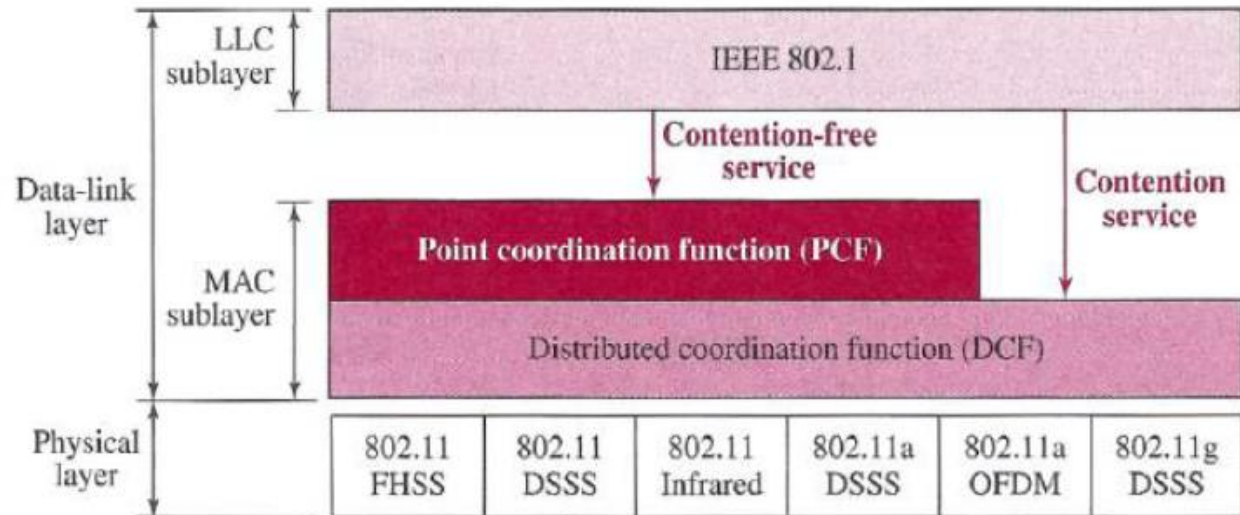 LLC
sublayer
IEEE 802.1
Contention-free
service
Contention
service
Data-link
layer
Point coordination function (PCF)
MAC
sublayer
Distributed coordination function (DCF)
Physical
layer
802.11
FHSS
802.11
DSSS
802.11
Infrared
802.11a
DSSS
802.11a
OFDM
802.11g
DSSS